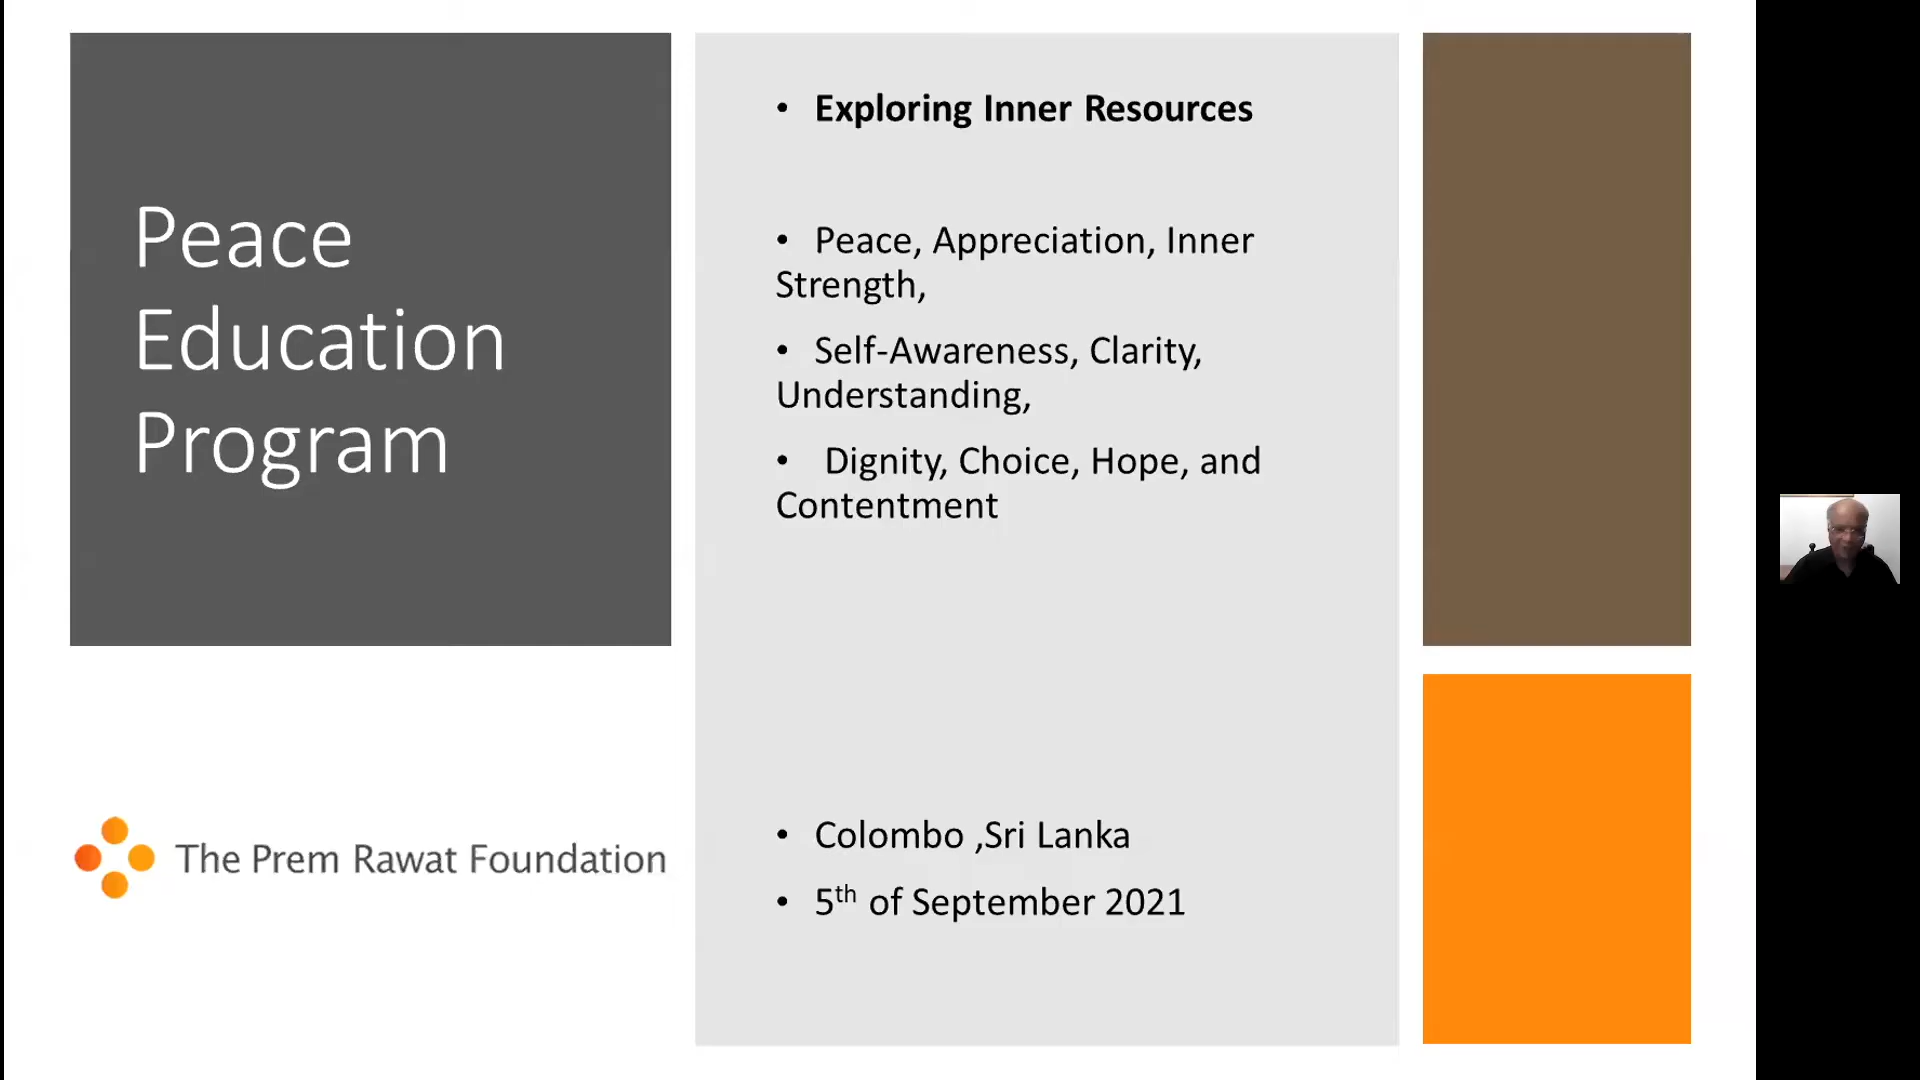 Peace
Education
Program
• Exploring Inner Resources
• Peace, Appreciation, Inner
Strength,
• Self-Awareness, Clarity,
Understanding,
• Dignity, Choice, Hope, and
Contentment
• Colombo ,Sri Lanka
• 5th of September 2021
The Prem Rawat Foundation